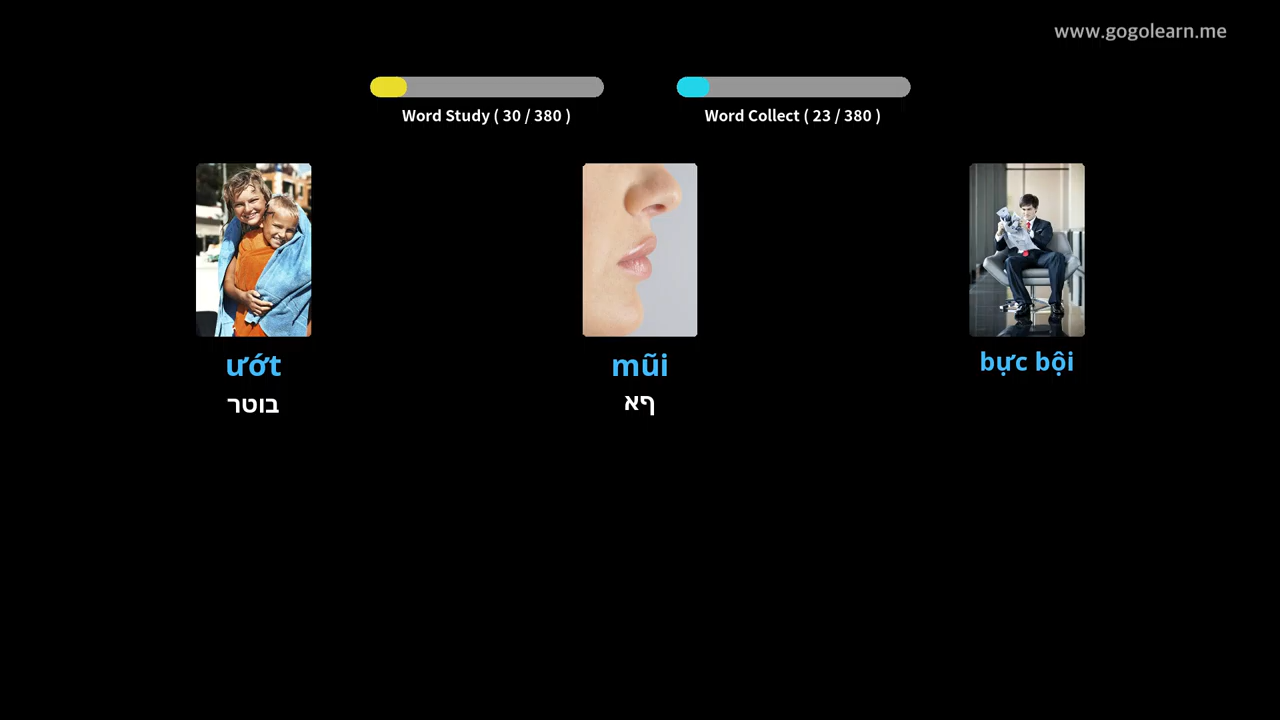 www.gogolearn.me
Word Study ( 30 / 380 )
Word Collect ( 23 / 380 )
ướt
בוטר
mũi
ףא
bực bội